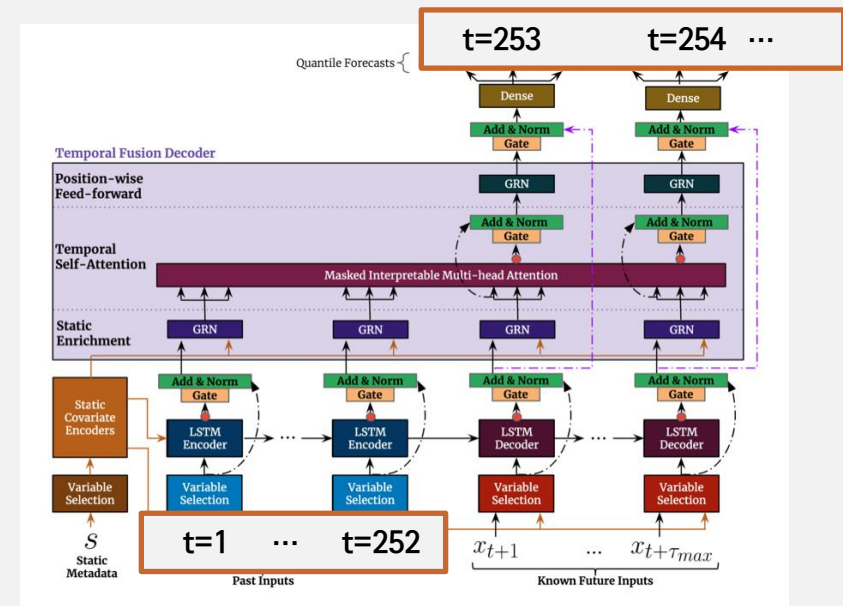 t=253 t=254 ...
Quantile Forecasts
Dense Dense
Add & Norm Add & Norm
Gate Gate
Temporal Fusion Decoder
Position-wise
Feed-forward
GRN GRN
Add & Norm Add & Norm
Gate Gate
Temporal
Self-Attention
Masked Interpretable Multi-head Attention
Static
Enrichment
GRN GRN GRN GRN
Add & Norm Add & Norm Add & Norm Add & Norm
Gate Gate Gate Gate
Static
Covariate
Encoders
LSTM
Encoder
...
LSTM
Encoder
LSTM
Decoder
...
LSTM
Decoder
Variable
Selection
Variable
Selection
Variable
Selection
Variable
Selection
Variable
Selection
s
Static
Metadata
t=1 ... t=252
Past Inputs
x_{t+1} ... x_{t+τ_{max}}
Known Future Inputs